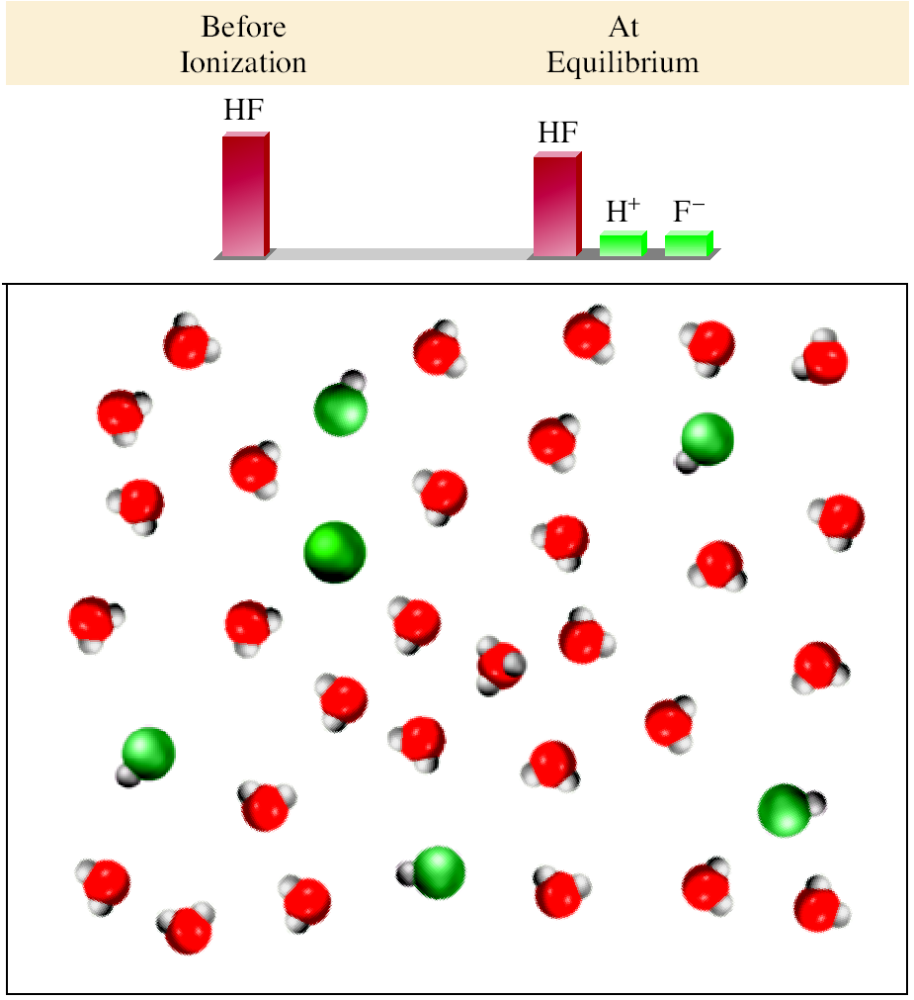 Before
Ionization
At
Equilibrium
HF
HF
H⁺
F⁻